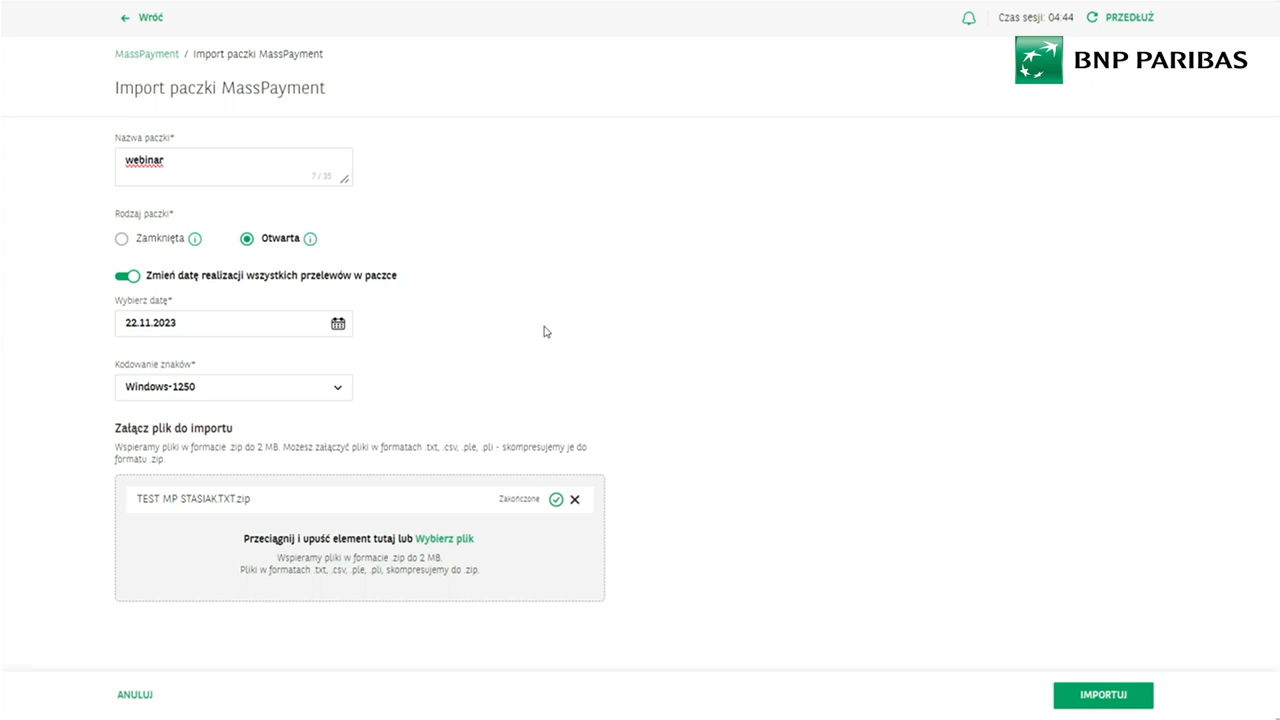 Wróć
Czas sesji: 04:44 PRZEDŁUŻ
MassPayment / Import paczki MassPayment
BNP PARIBAS
Import paczki MassPayment
Nazwa paczki*
webinar
7 / 35
Rodzaj paczki*
Zamknięta Otwarta
Zmień datę realizacji wszystkich przelewów w paczce
Wybierz datę*
22.11.2023
Kodowanie znaków*
Windows-1250
Załącz plik do importu
Wspieramy pliki w formacie .zip do 2 MB. Możesz załączyć pliki w formatach .txt, .csv, .ple, .pli - skompresujemy je do
formatu .zip.
TEST MP STASIAK.TXT.zip Zakończone
Przeciągnij i upuść element tutaj lub Wybierz plik
Wspieramy pliki w formacie .zip do 2 MB.
Pliki w formatach .txt, .csv, .ple, .pli, skompresujemy do .zip.
ANULUJ IMPORTUJ